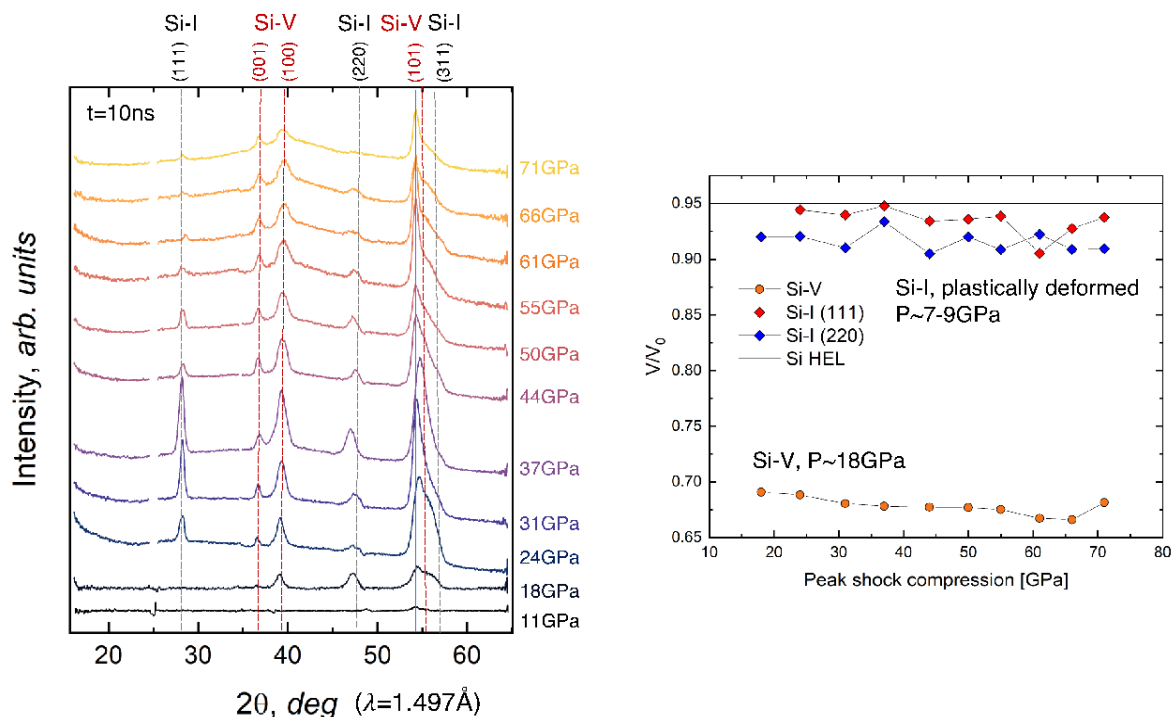 Si-I Si-V Si-I Si-V Si-I
(111) (001) (100) (220) (101) (311)
t=10ns
71GPa
66GPa
61GPa
55GPa
50GPa
44GPa
37GPa
31GPa
24GPa
18GPa
11GPa
Intensity, arb. units
20 30 40 50 60
2θ, deg (λ=1.497Å)
0.95
0.90
0.85
0.80
0.75
0.70
0.65
V/V₀
Si-V
Si-I (111)
Si-I (220)
Si HEL
Si-I, plastically deformed
P~7-9GPa
Si-V, P~18GPa
10 20 30 40 50 60 70 80
Peak shock compression [GPa]